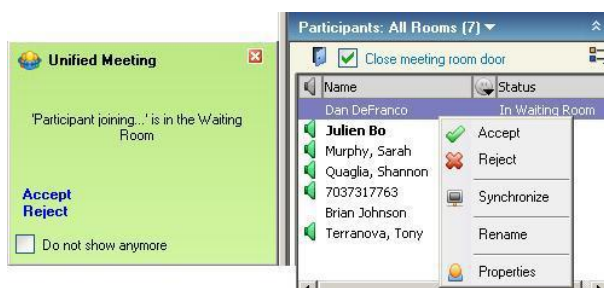 Unified Meeting
'Participant joining...' is in the Waiting
Room
Accept
Reject
Do not show anymore
Participants: All Rooms (7)
Close meeting room door
Name Status
Dan DeFranco In Waiting Room
Julien Bo
Murphy, Sarah
Quaglia, Shannon
7037317763
Brian Johnson
Terranova, Tony
Accept
Reject
Synchronize
Rename
Properties